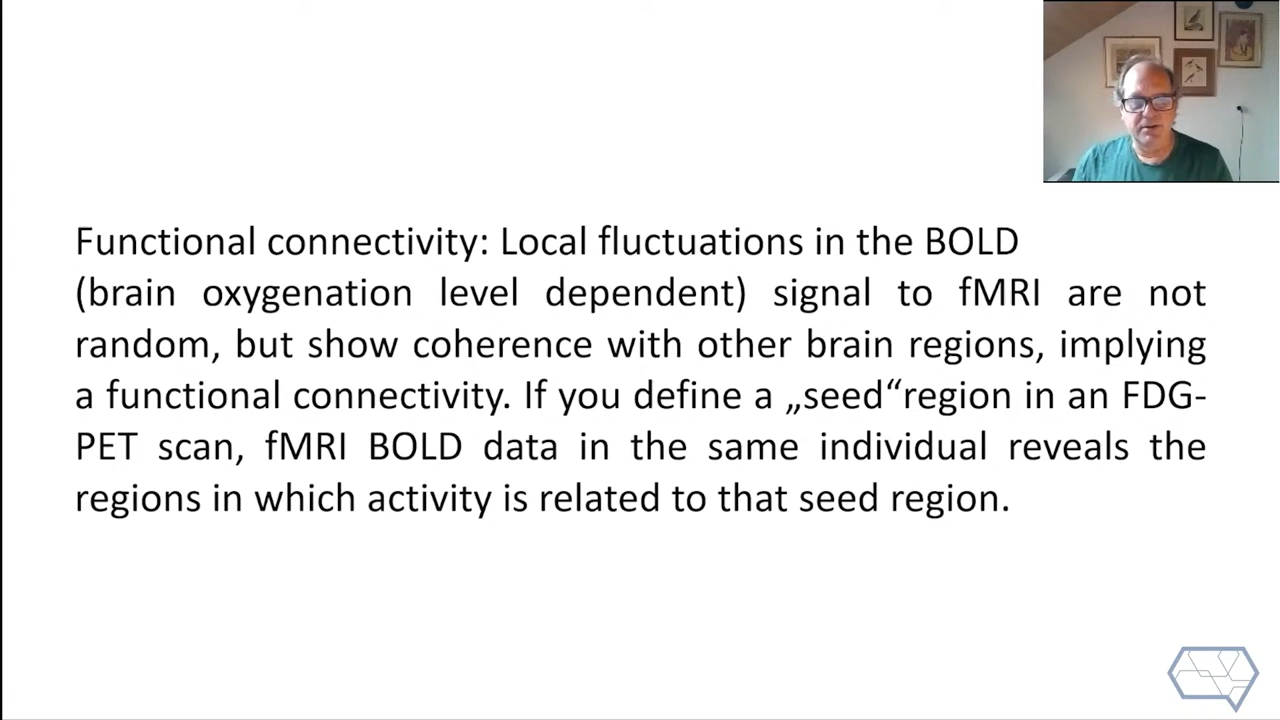 Functional connectivity: Local fluctuations in the BOLD
(brain oxygenation level dependent) signal to fMRI are not
random, but show coherence with other brain regions, implying
a functional connectivity. If you define a „seed“region in an FDG-
PET scan, fMRI BOLD data in the same individual reveals the
regions in which activity is related to that seed region.